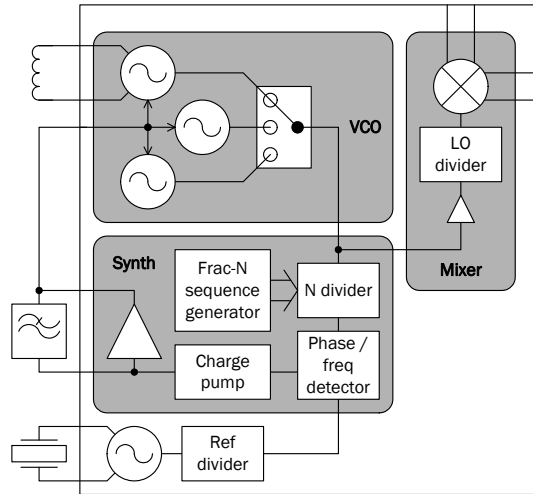 VCO
LO
divider
Mixer
Synth
Frac-N
sequence
generator
N divider
Charge
pump
Phase /
freq
detector
Ref
divider